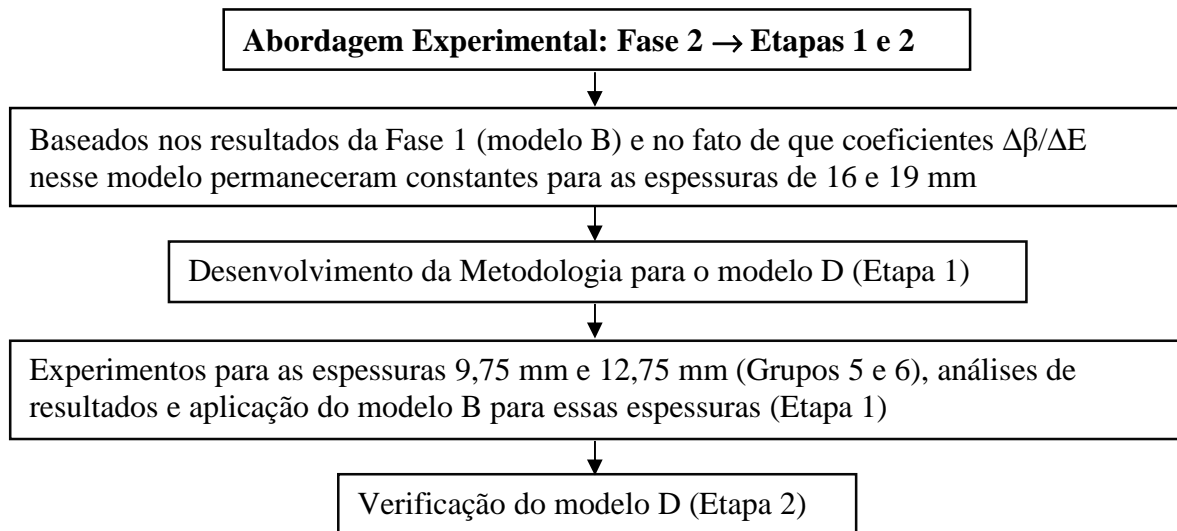 Abordagem Experimental: Fase 2 → Etapas 1 e 2
Baseados nos resultados da Fase 1 (modelo B) e no fato de que coeficientes Δβ/ΔE
nesse modelo permaneceram constantes para as espessuras de 16 e 19 mm
Desenvolvimento da Metodologia para o modelo D (Etapa 1)
Experimentos para as espessuras 9,75 mm e 12,75 mm (Grupos 5 e 6), análises de
resultados e aplicação do modelo B para essas espessuras (Etapa 1)
Verificação do modelo D (Etapa 2)